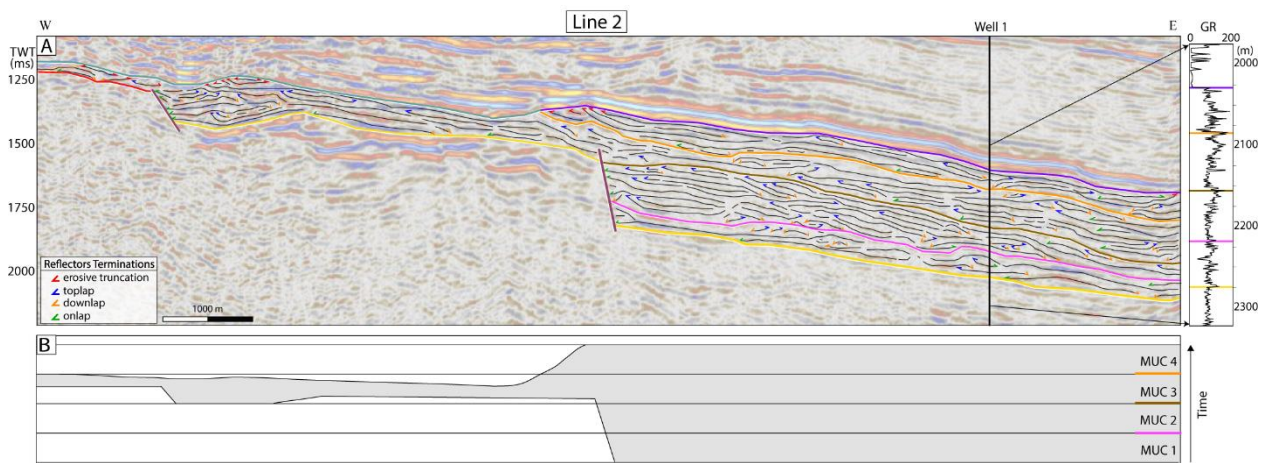 Line 2
W
Well 1
E
GR
0 200
(m)
TWT
(ms)
A
1250
1500
1750
2000
2000
2100
2200
2300
Reflectors Terminations
erosive truncation
toplap
downlap
onlap
1000 m
B
MUC 4
MUC 3
MUC 2
MUC 1
Time